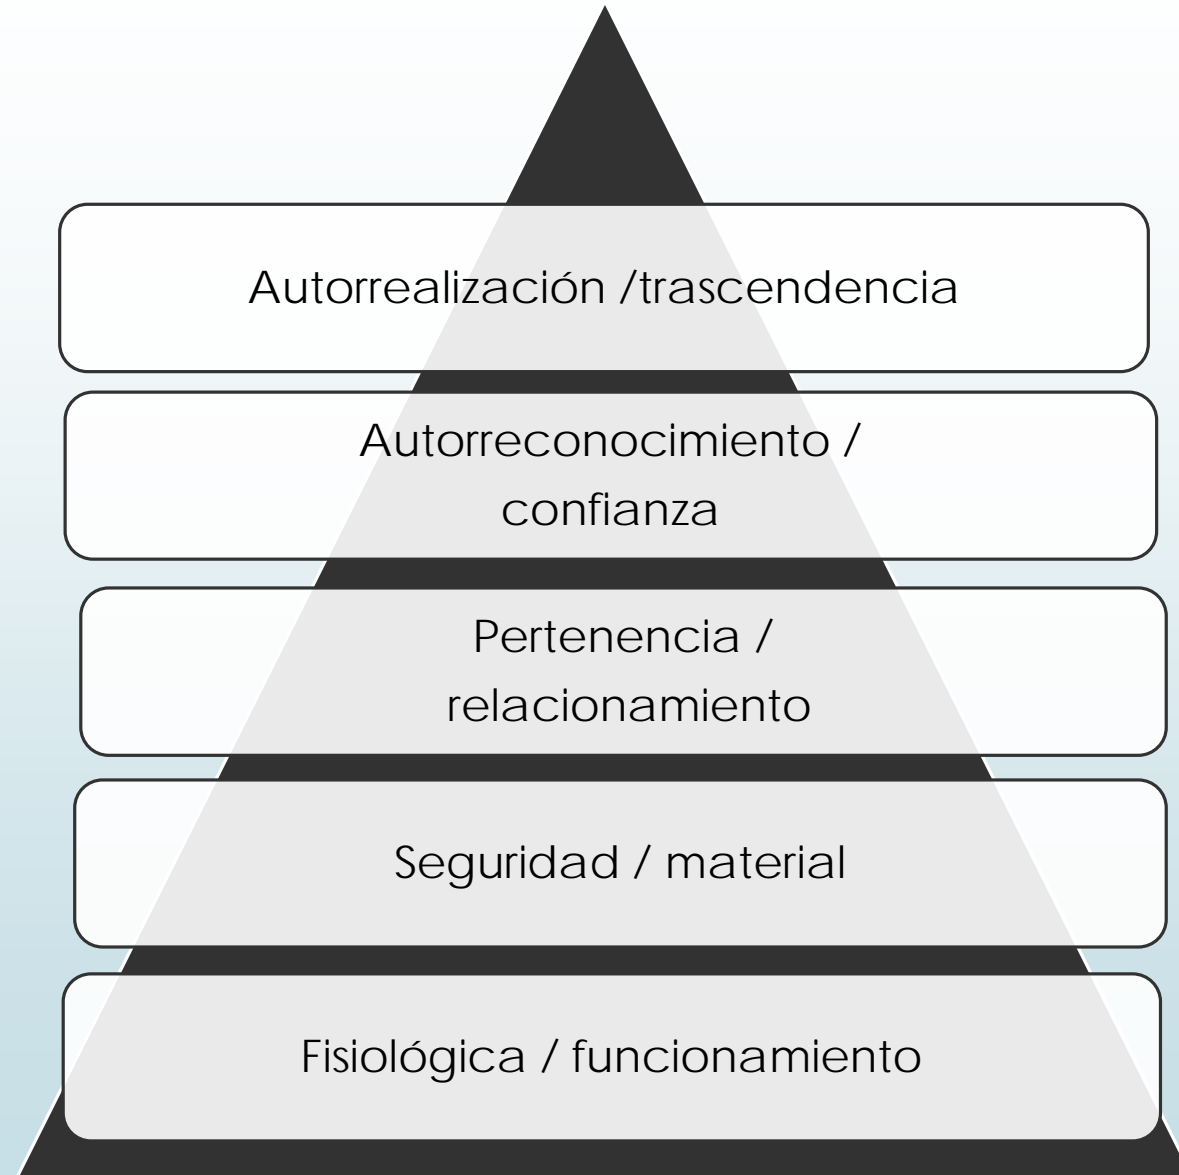 Autorrealización /trascendencia
Autorreconocimiento /
confianza
Pertenencia /
relacionamiento
Seguridad / material
Fisiológica / funcionamiento